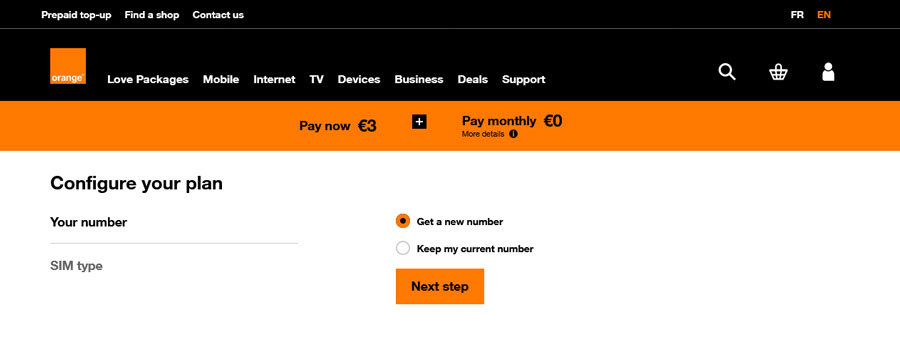 Prepaid top-up Find a shop Contact us FR EN
orange™
Love Packages Mobile Internet TV Devices Business Deals Support
Pay now €3 + Pay monthly €0
More details i
Configure your plan
Your number
Get a new number
Keep my current number
SIM type
Next step